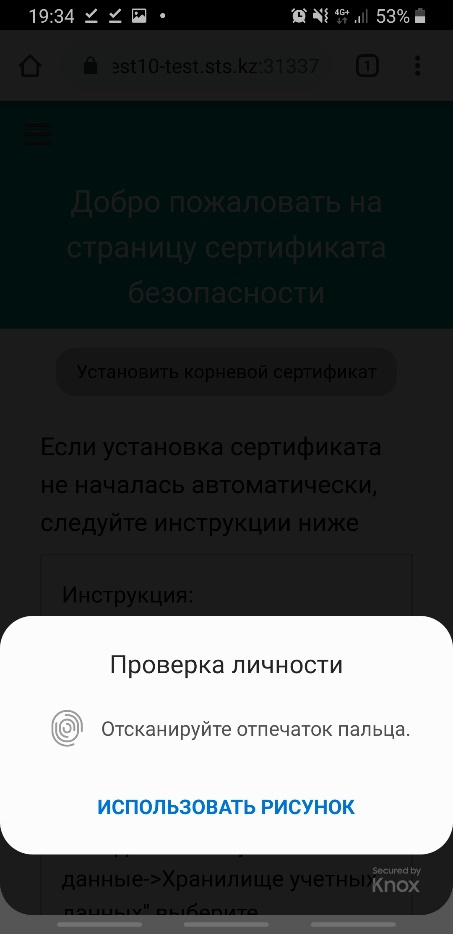 19:34 4G+ 53%
est10-test.sts.kz:31337 1
Добро пожаловать на
страницу сертификата
безопасности
Установить корневой сертификат
Если установка сертификата
не началась автоматически,
следуйте инструкции ниже
Инструкция:
Проверка личности
Отсканируйте отпечаток пальца.
ИСПОЛЬЗОВАТЬ РИСУНОК
данные->Хранилище учетных
Secured by
Knox
данных" выберите